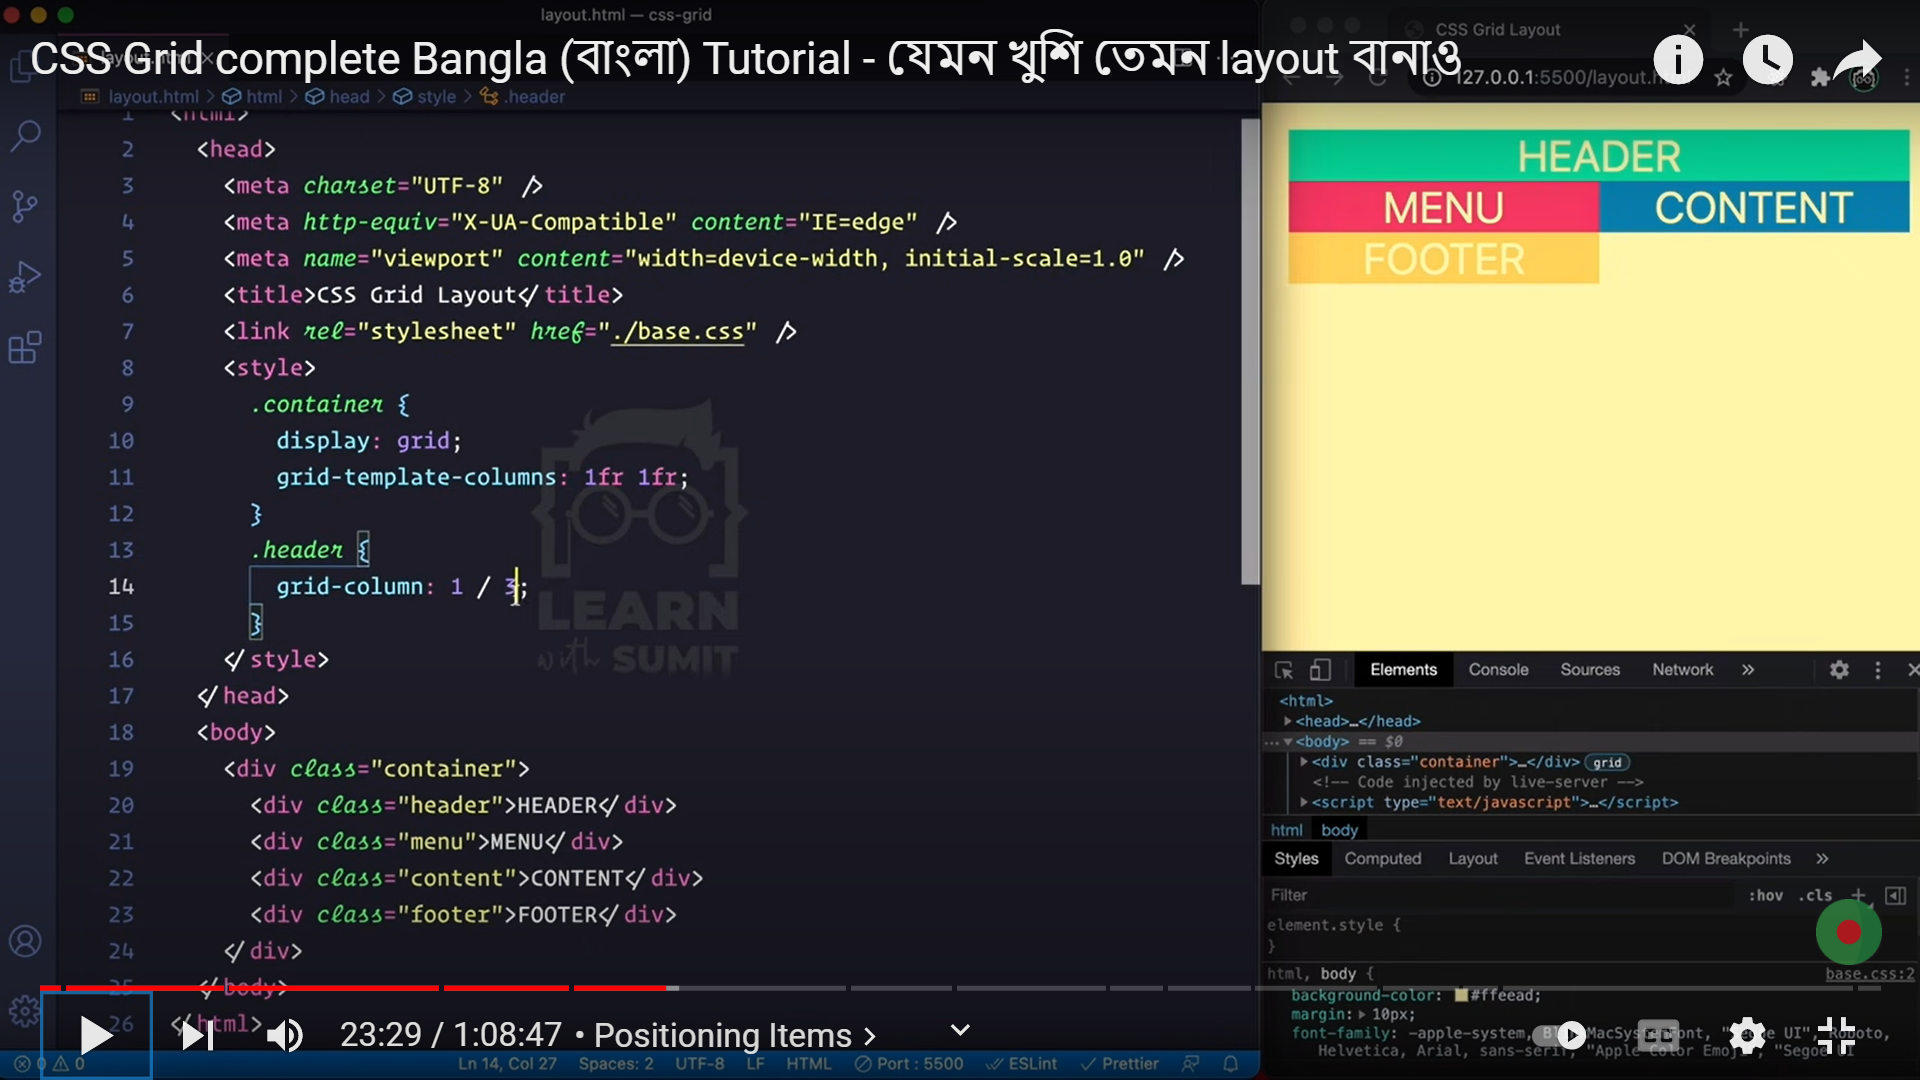 layout.html — css-grid
CSS Grid complete Bangla (বাংলা) Tutorial - যেমন খুশি তেমন layout বানাও
CSS Grid Layout
127.0.0.1:5500/layout.h
layout.html > html > head > style > .header
1 <html>
2 <head>
3 <meta charset="UTF-8" />
4 <meta http-equiv="X-UA-Compatible" content="IE=edge" />
5 <meta name="viewport" content="width=device-width, initial-scale=1.0" />
6 <title>CSS Grid Layout</title>
7 <link rel="stylesheet" href="./base.css" />
8 <style>
9 .container {
10 display: grid;
11 grid-template-columns: 1fr 1fr;
12 }
13 .header {
14 grid-column: 1 / 3;
15 }
16 </style>
17 </head>
18 <body>
19 <div class="container">
20 <div class="header">HEADER</div>
21 <div class="menu">MENU</div>
22 <div class="content">CONTENT</div>
23 <div class="footer">FOOTER</div>
24 </div>
25 </body>
26 </html>
LEARN
with SUMIT
HEADER
MENU CONTENT
FOOTER
Elements Console Sources Network »
<html>
<head>…</head>
… <body> == $0
<div class="container">…</div> grid
<!-- Code injected by live-server -->
<script type="text/javascript">…</script>
html body
Styles Computed Layout Event Listeners DOM Breakpoints »
Filter :hov .cls +
element.style {
}
html, body { base.css:2
background-color: #ffeead;
margin: 10px;
font-family: -apple-system, MacSystemFont, "Segoe UI", Roboto,
Helvetica, Arial, sans-serif, "Apple Color Emoji", "Segoe UI
23:29 / 1:08:47 • Positioning Items >
0 0 Ln 14, Col 27 Spaces: 2 UTF-8 LF HTML Port : 5500 ESLint Prettier